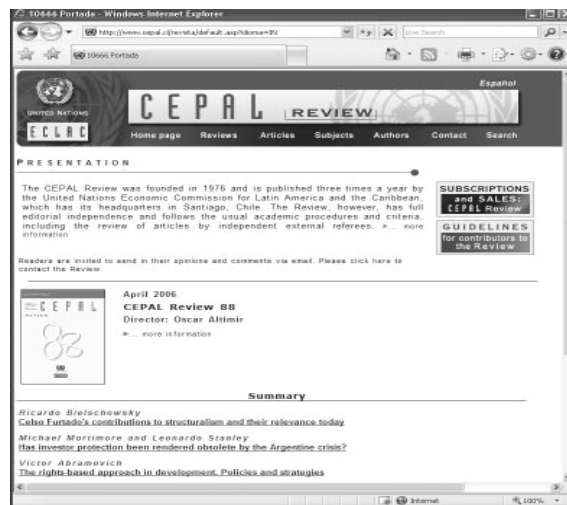 10666 Portada - Windows Internet Explorer
http://www.cepal.cl/revista/default.asp?idioma=IN
Live Search
10666 Portada
Español
UNITED NATIONS
CEPAL REVIEW
ECLAC
Home page Reviews Articles Subjects Authors Contact Search
PRESENTATION
The CEPAL Review was founded in 1976 and is published three times a year by
the United Nations Economic Commission for Latin America and the Caribbean,
which has its headquarters in Santiago, Chile. The Review, however, has full
editorial independence and follows the usual academic procedures and criteria,
including the review of articles by independent external referees. ►... more
information
SUBSCRIPTIONS
and SALES:
CEPAL Review
GUIDELINES
for contributors to
the Review
Readers are invited to send in their opinions and comments via email. Please click here to
contact the Review.
CEPAL
REVIEW
88
April 2006
CEPAL Review 88
Director: Oscar Altimir
►... more information
Summary
Ricardo Bielschowsky
Celso Furtado's contributions to structuralism and their relevance today
Michael Mortimore and Leonardo Stanley
Has investor protection been rendered obsolete by the Argentine crisis?
Victor Abramovich
The rights-based approach in development. Policies and strategies
Internet
100%